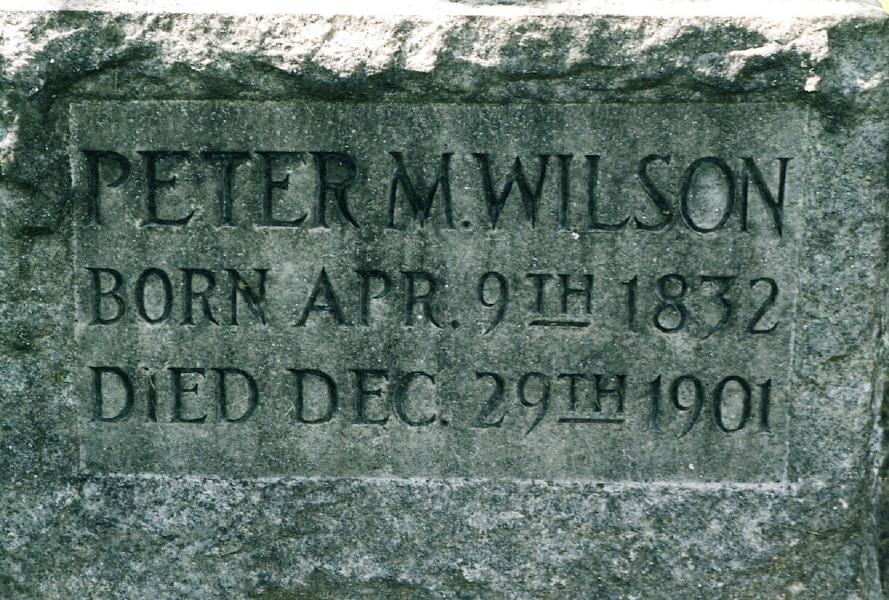 PETER M. WILSON
BORN APR. 9TH 1832
DIED DEC. 29TH 1901